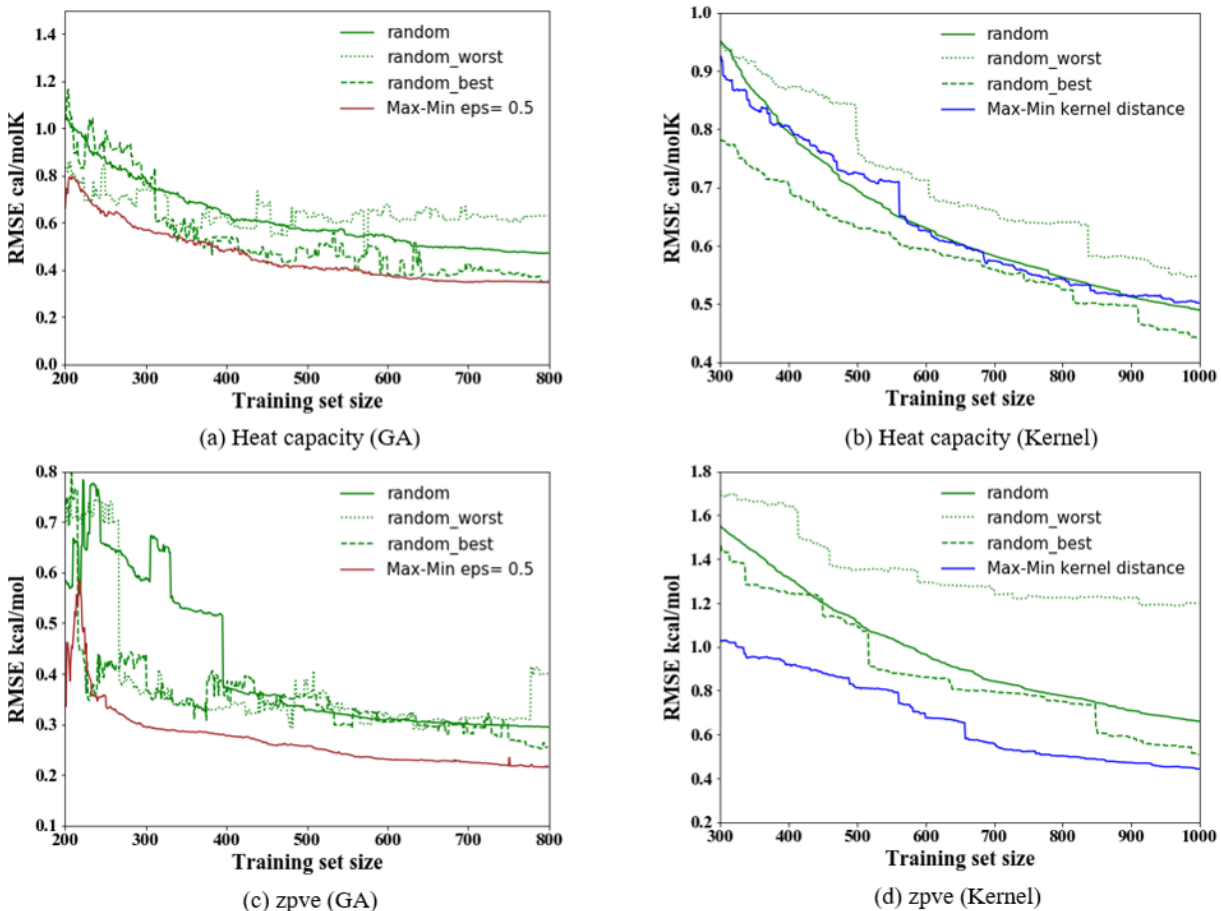 1.4
1.2
1.0
0.8
0.6
0.4
0.2
0.0
RMSE cal/molK
random
random_worst
random_best
Max-Min eps= 0.5
200 300 400 500 600 700 800
Training set size
(a) Heat capacity (GA)
1.0
0.9
0.8
0.7
0.6
0.5
0.4
RMSE cal/molK
random
random_worst
random_best
Max-Min kernel distance
300 400 500 600 700 800 900 1000
Training set size
(b) Heat capacity (Kernel)
0.8
0.7
0.6
0.5
0.4
0.3
0.2
0.1
RMSE kcal/mol
random
random_worst
random_best
Max-Min eps= 0.5
200 300 400 500 600 700 800
Training set size
(c) zpve (GA)
1.8
1.6
1.4
1.2
1.0
0.8
0.6
0.4
0.2
RMSE kcal/mol
random
random_worst
random_best
Max-Min kernel distance
300 400 500 600 700 800 900 1000
Training set size
(d) zpve (Kernel)